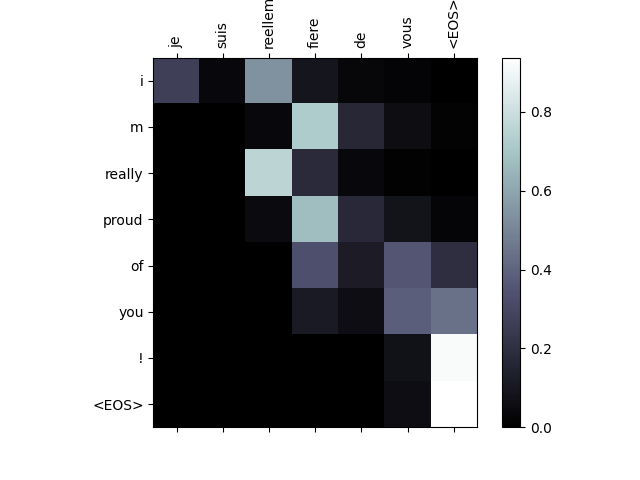 je suis reellem fiere de vous <EOS>
i
m
really
proud
of
you
!
<EOS>
0.8
0.6
0.4
0.2
0.0